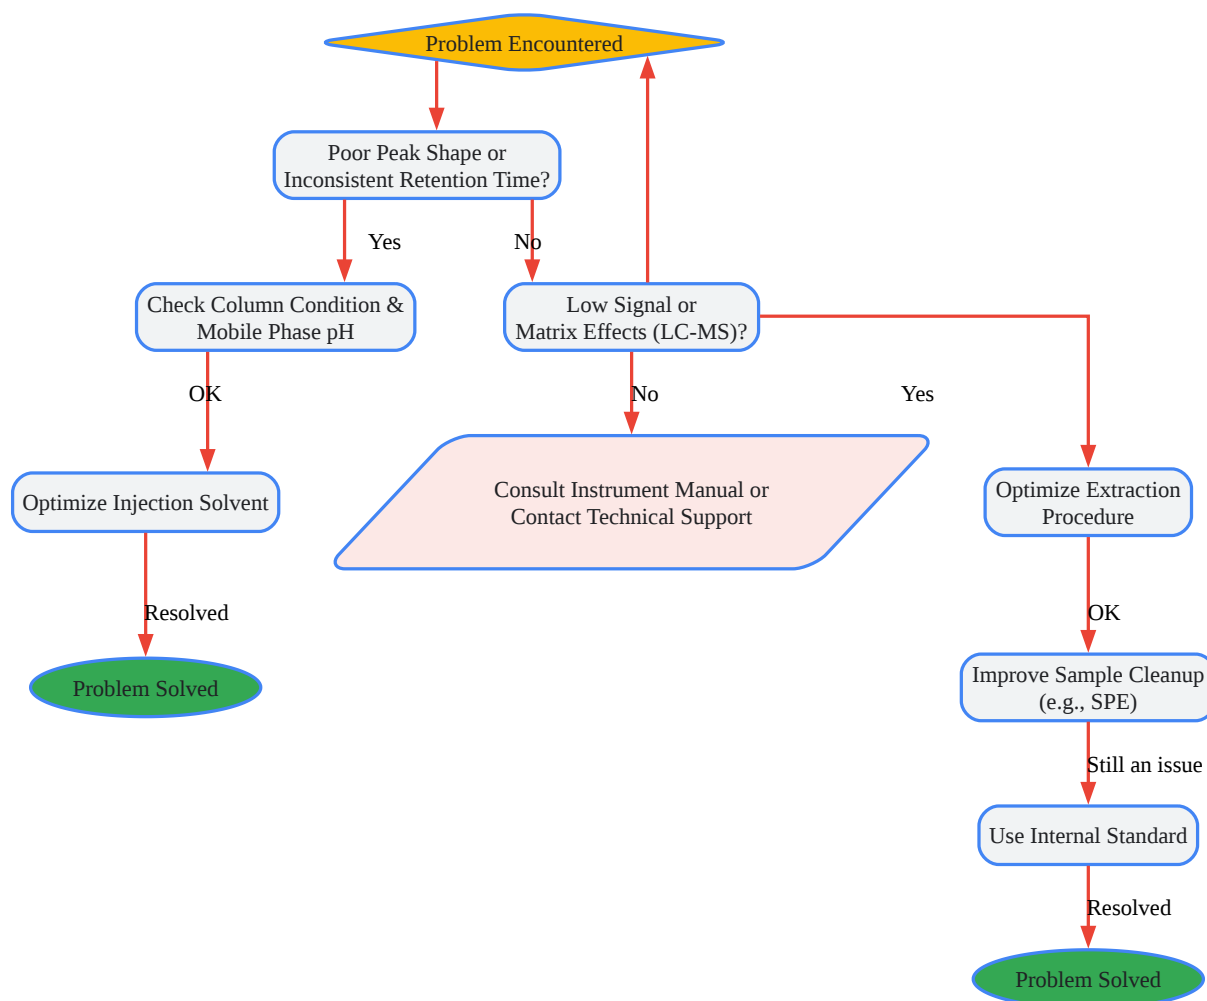 Problem Encountered
Poor Peak Shape or
Inconsistent Retention Time?
Yes
No
Check Column Condition &
Mobile Phase pH
Low Signal or
Matrix Effects (LC-MS)?
OK
No
Yes
Optimize Injection Solvent
Consult Instrument Manual or
Contact Technical Support
Optimize Extraction
Procedure
Resolved
OK
Problem Solved
Improve Sample Cleanup
(e.g., SPE)
Still an issue
Use Internal Standard
Resolved
Problem Solved